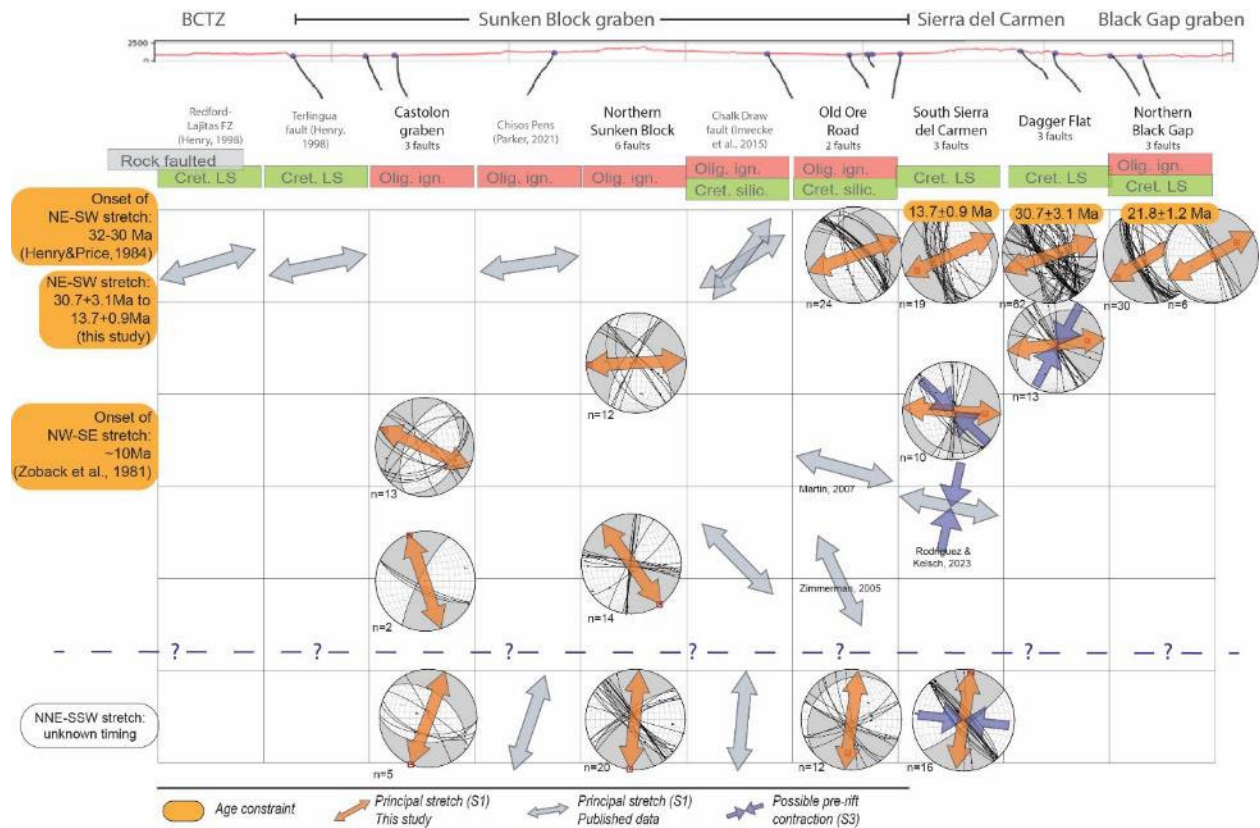 BCTZ
Sunken Block graben
Sierra del Carmen
Black Gap graben
2500
Redford-
Lajitas FZ
(Henry, 1998)
Terlingua
fault (Henry,
1998)
Castolon
graben
3 faults
Chisos Pens
(Parker, 2021)
Northern
Sunken Block
6 faults
Chalk Draw
fault (Imeecke
et al., 2015)
Old Ore
Road
2 faults
South Sierra
del Carmen
3 faults
Dagger Flat
3 faults
Northern
Black Gap
3 faults
Rock faulted
Cret. LS
Cret. LS
Olig. ign.
Olig. ign.
Olig. ign.
Olig. ign.
Cret. silic.
Olig. ign.
Cret. silic.
Cret. LS
Cret. LS
Olig. ign.
Cret. LS
Onset of
NE-SW stretch:
32-30 Ma
(Henry&Price,1984)
13.7±0.9 Ma
30.7+3.1 Ma
21.8±1.2 Ma
n=24
n=19
n=62
n=30
n=6
NE-SW stretch:
30.7+3.1Ma to
13.7+0.9Ma
(this study)
n=12
n=13
Onset of
NW-SE stretch:
~10Ma
(Zoback et al., 1981)
n=13
Martin, 2007
n=10
Rodriguez &
Kelsch, 2023
n=2
n=14
Zimmerman, 2005
? ? ? ? ? ? ?
NNE-SSW stretch:
unknown timing
n=5
n=20
n=12
n=16
Age constraint
Principal stretch (S1)
This study
Principal stretch (S1)
Published data
Possible pre-rift
contraction (S3)